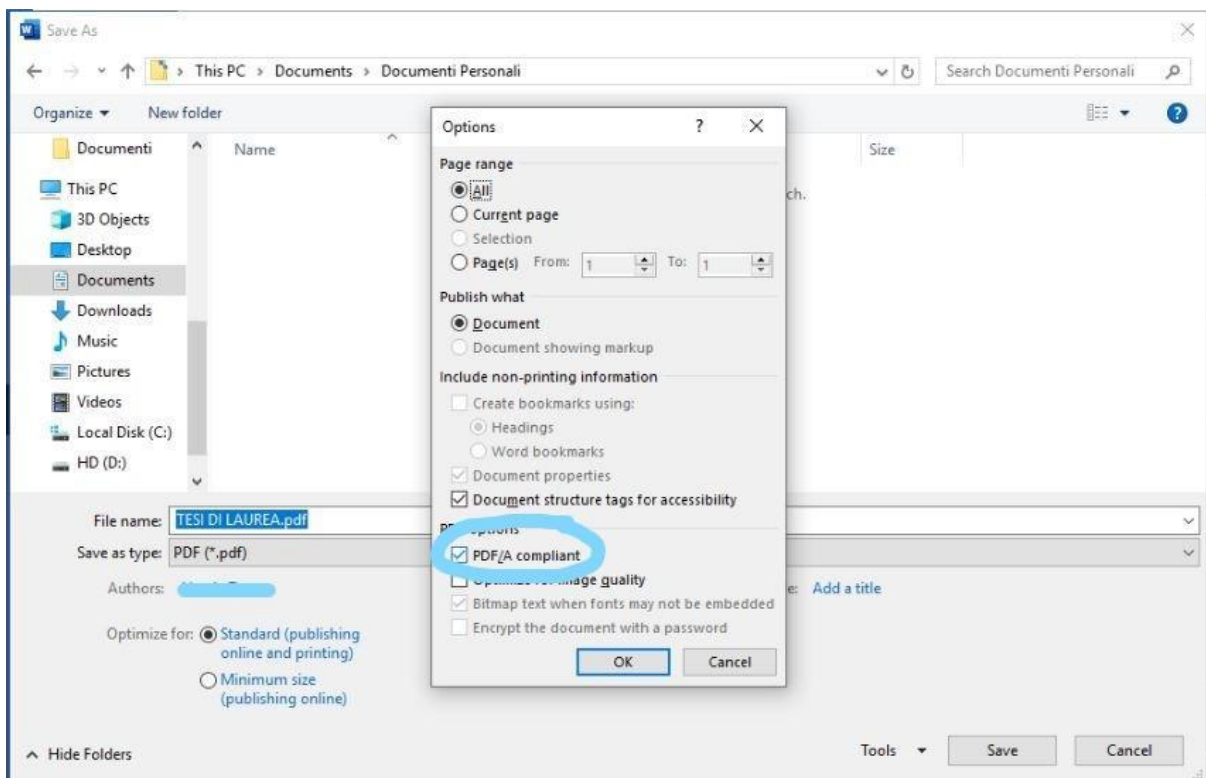 Save As
This PC > Documents > Documenti Personali
Search Documenti Personali
Organize
New folder
Documenti
This PC
3D Objects
Desktop
Documents
Downloads
Music
Pictures
Videos
Local Disk (C:)
HD (D:)
Name
Size
ch.
Options
?
Page range
All
Current page
Selection
Page(s) From: 1 To: 1
Publish what
Document
Document showing markup
Include non-printing information
Create bookmarks using:
Headings
Word bookmarks
Document properties
Document structure tags for accessibility
options
PDF/A compliant
Optimize for image quality
Bitmap text when fonts may not be embedded
Encrypt the document with a password
OK
Cancel
File name: TESI DI LAUREA.pdf
Save as type: PDF (*.pdf)
Authors:
e: Add a title
Optimize for: Standard (publishing
online and printing)
Minimum size
(publishing online)
Hide Folders
Tools
Save
Cancel